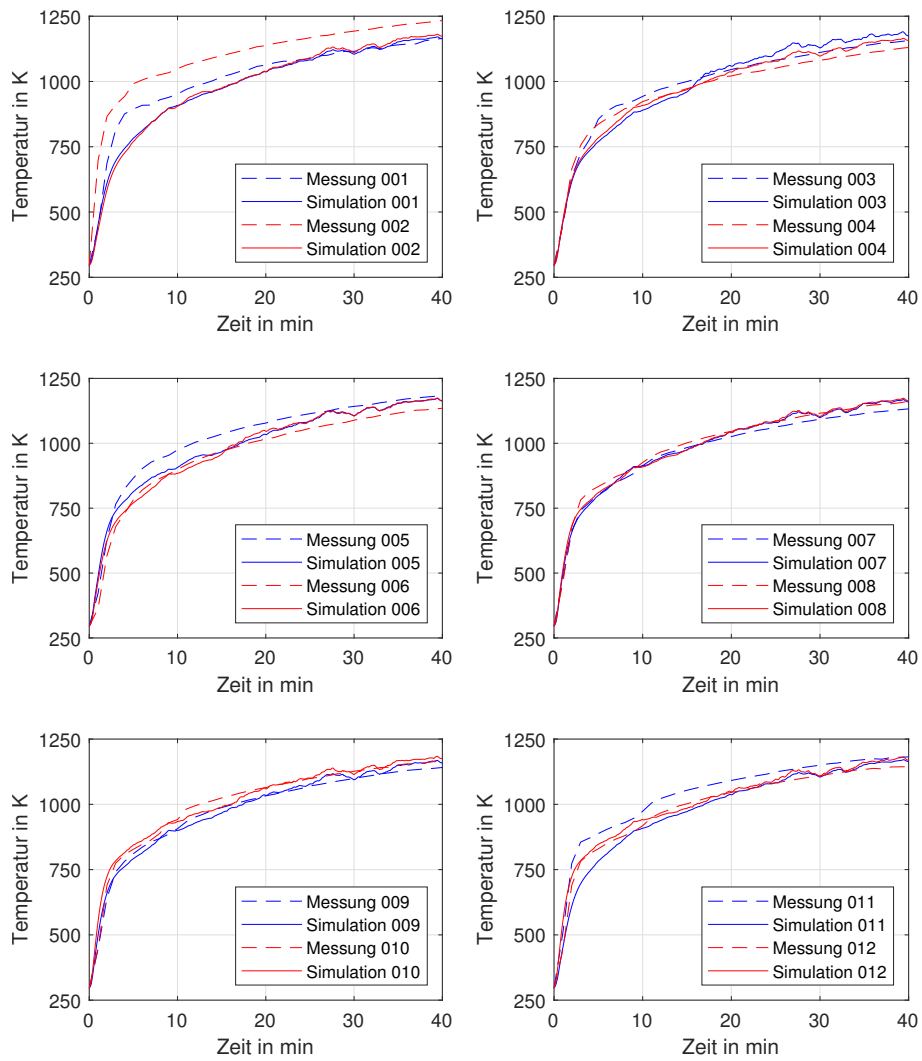 1250
1000
750
500
250
Temperatur in K
0 10 20 30 40
Zeit in min
Messung 001
Simulation 001
Messung 002
Simulation 002
1250
1000
750
500
250
Temperatur in K
0 10 20 30 40
Zeit in min
Messung 003
Simulation 003
Messung 004
Simulation 004
1250
1000
750
500
250
Temperatur in K
0 10 20 30 40
Zeit in min
Messung 005
Simulation 005
Messung 006
Simulation 006
1250
1000
750
500
250
Temperatur in K
0 10 20 30 40
Zeit in min
Messung 007
Simulation 007
Messung 008
Simulation 008
1250
1000
750
500
250
Temperatur in K
0 10 20 30 40
Zeit in min
Messung 009
Simulation 009
Messung 010
Simulation 010
1250
1000
750
500
250
Temperatur in K
0 10 20 30 40
Zeit in min
Messung 011
Simulation 011
Messung 012
Simulation 012